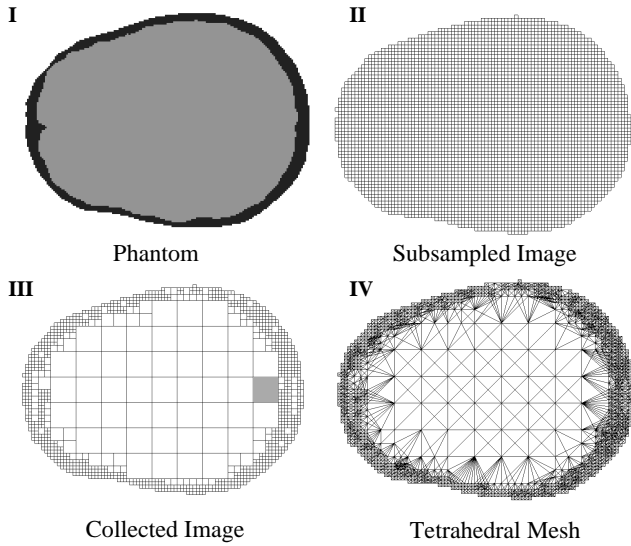 I
II
Phantom
Subsampled Image
III
IV
Collected Image
Tetrahedral Mesh